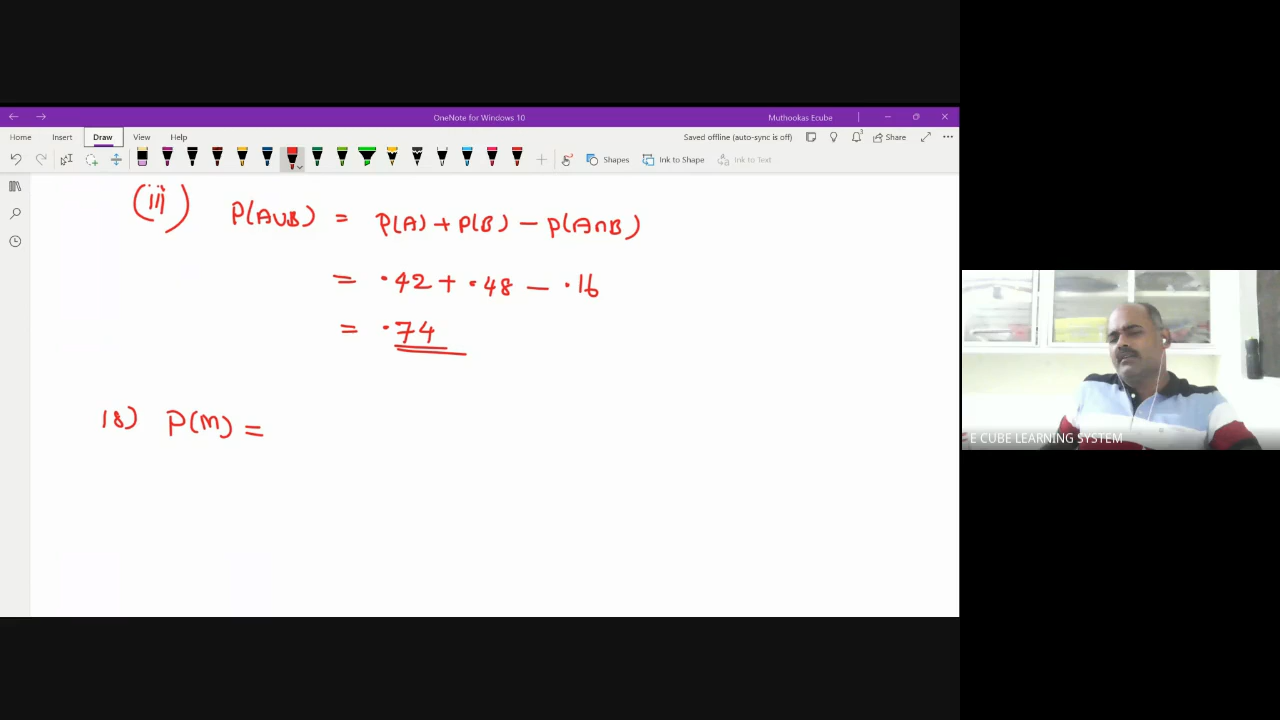 OneNote for Windows 10
Muthookas Ecube
Home Insert Draw View Help
Saved offline (auto-sync is off)
Share
Shapes
Ink to Shape
Ink to Text
(iii) P(A∪B) = P(A) + P(B) - P(A∩B)
= .42 + .48 - .16
= .74
18) P(M) =
E CUBE LEARNING SYSTEM